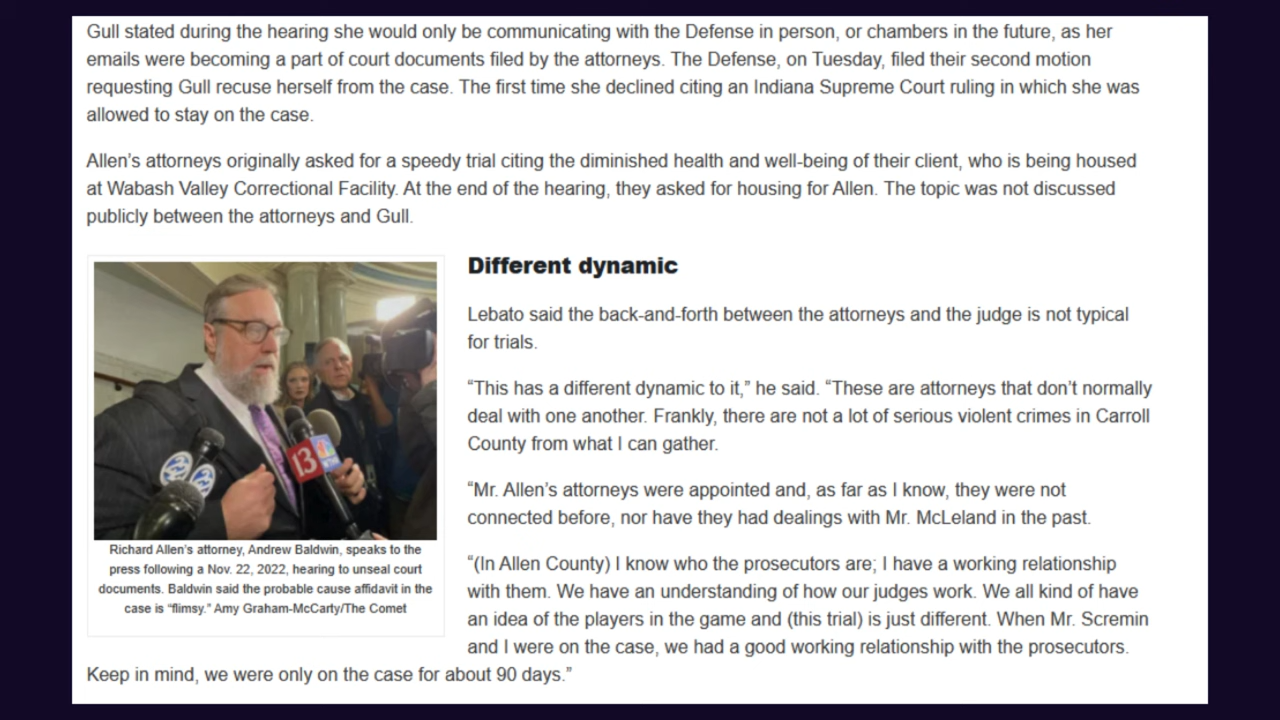 Gull stated during the hearing she would only be communicating with the Defense in person, or chambers in the future, as her
emails were becoming a part of court documents filed by the attorneys. The Defense, on Tuesday, filed their second motion
requesting Gull recuse herself from the case. The first time she declined citing an Indiana Supreme Court ruling in which she was
allowed to stay on the case.
Allen’s attorneys originally asked for a speedy trial citing the diminished health and well-being of their client, who is being housed
at Wabash Valley Correctional Facility. At the end of the hearing, they asked for housing for Allen. The topic was not discussed
publicly between the attorneys and Gull.
2
2
13
Richard Allen’s attorney, Andrew Baldwin, speaks to the
press following a Nov. 22, 2022, hearing to unseal court
documents. Baldwin said the probable cause affidavit in the
case is “flimsy.” Amy Graham-McCarty/The Comet
Different dynamic
Lebato said the back-and-forth between the attorneys and the judge is not typical
for trials.
“This has a different dynamic to it,” he said. “These are attorneys that don’t normally
deal with one another. Frankly, there are not a lot of serious violent crimes in Carroll
County from what I can gather.
“Mr. Allen’s attorneys were appointed and, as far as I know, they were not
connected before, nor have they had dealings with Mr. McLeland in the past.
“(In Allen County) I know who the prosecutors are; I have a working relationship
with them. We have an understanding of how our judges work. We all kind of have
an idea of the players in the game and (this trial) is just different. When Mr. Scremin
and I were on the case, we had a good working relationship with the prosecutors.
Keep in mind, we were only on the case for about 90 days.”